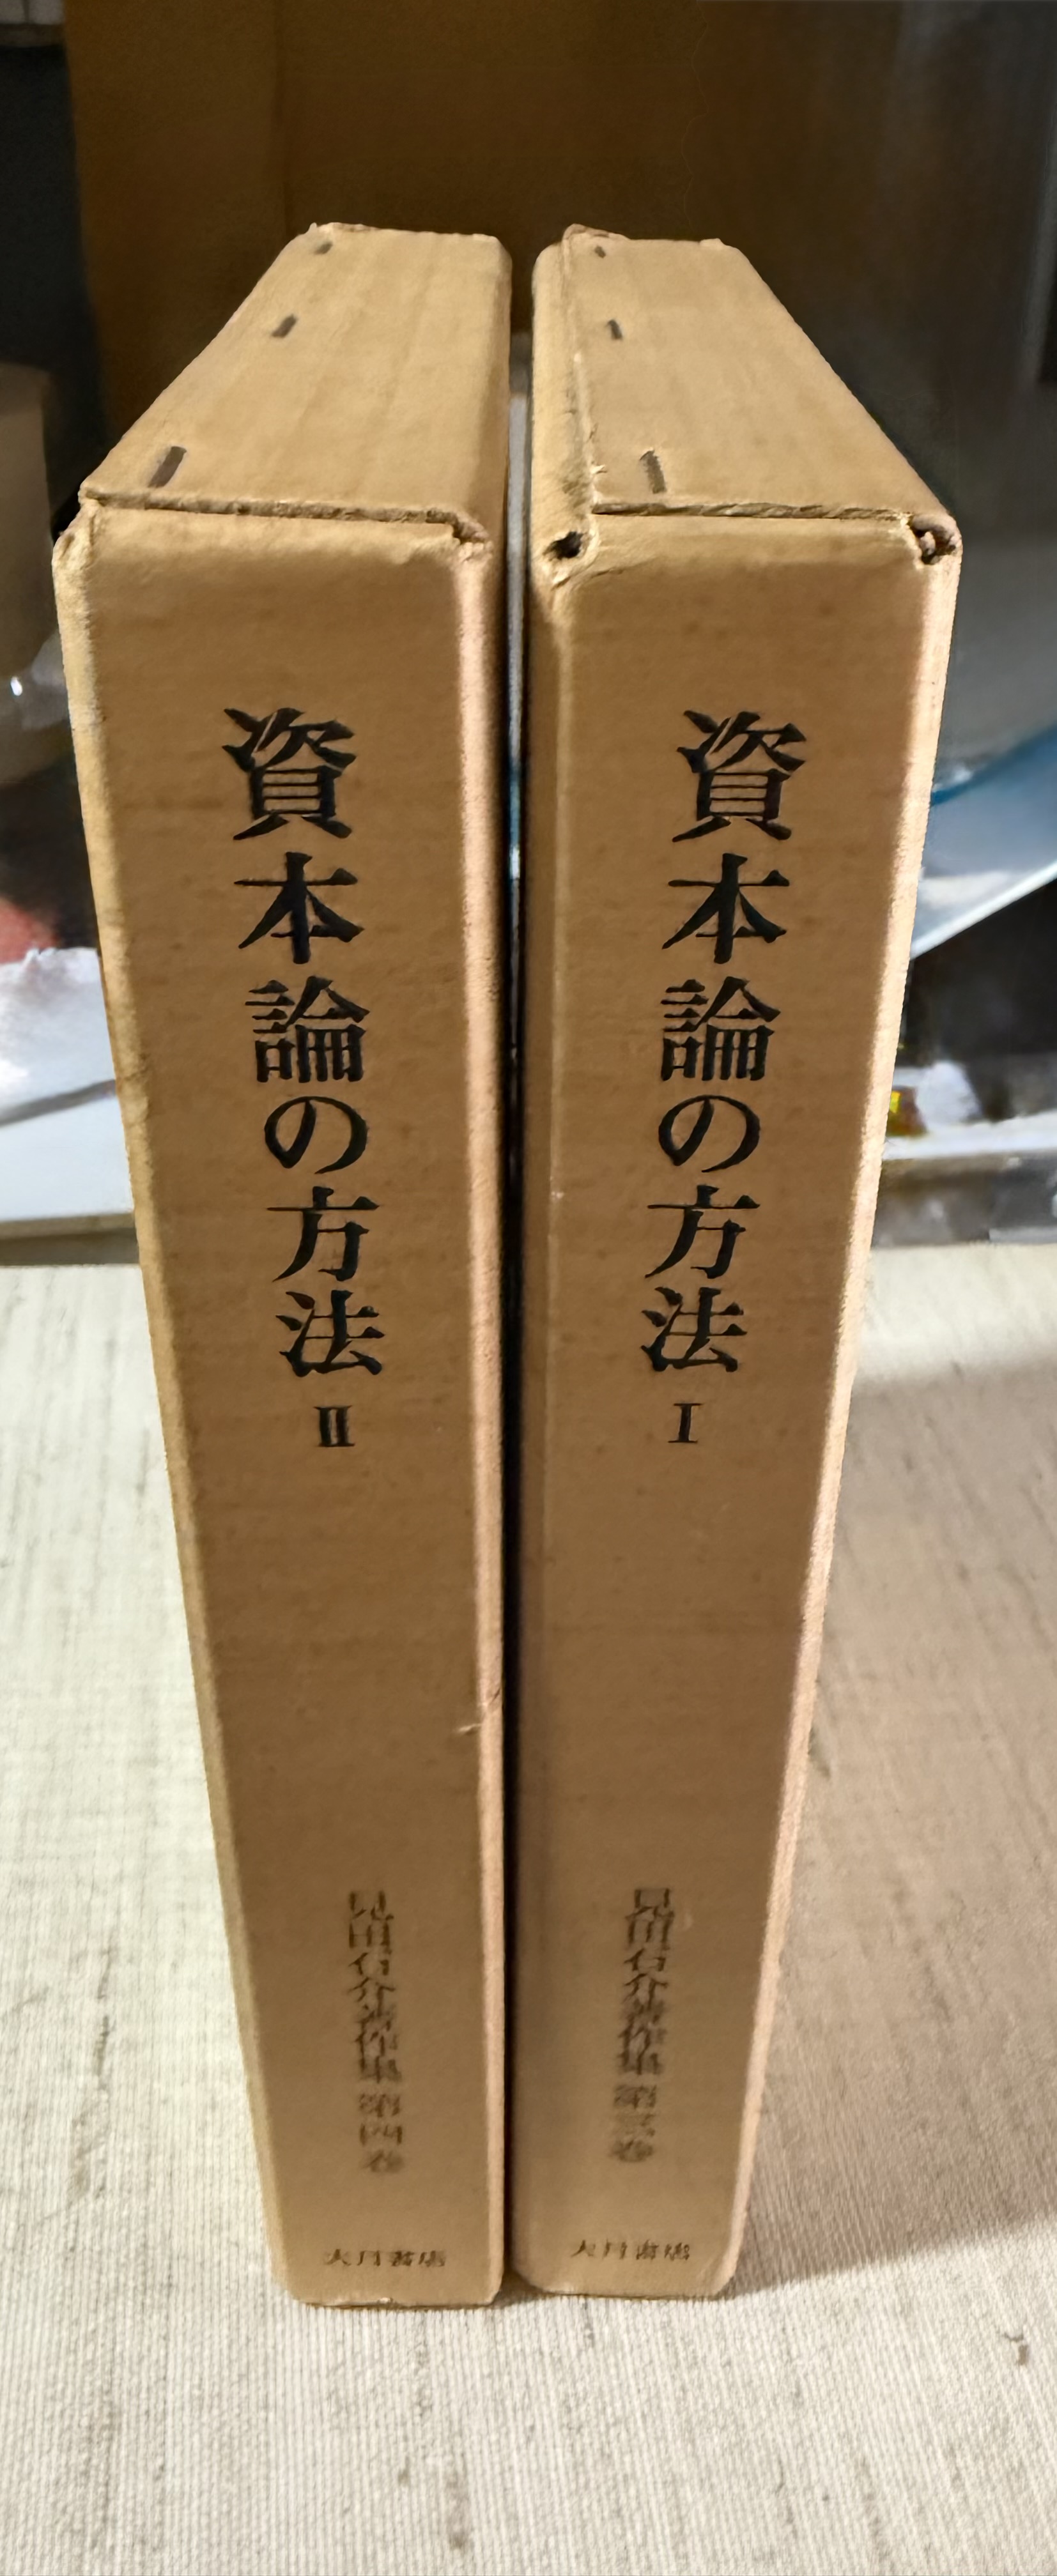 資本論の方法 I
見田石介著作集 第三巻
大月書店
資本論の方法 II
見田石介著作集 第四巻
大月書店